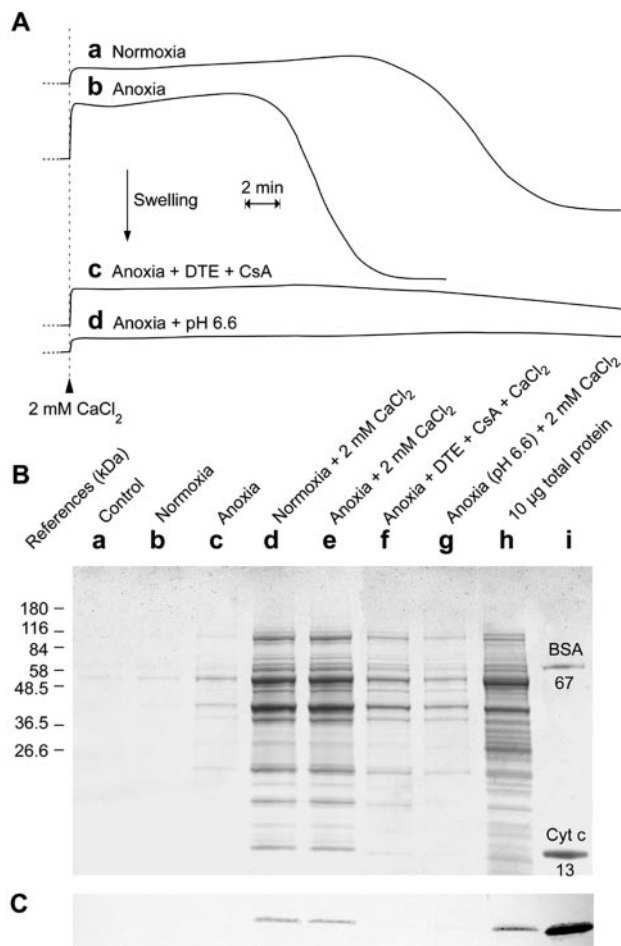 A
a Normoxia
b Anoxia
2 min
Swelling
c Anoxia + DTE + CsA
d Anoxia + pH 6.6
2 mM CaCl₂
B
References (kDa)
Control
Normoxia
Anoxia
Normoxia + 2 mM CaCl₂
Anoxia + 2 mM CaCl₂
Anoxia + DTE + CsA + CaCl₂
Anoxia (pH 6.6) + 2 mM CaCl₂
10 µg total protein
a b c d e f g h i
180
116
84
58
48.5
36.5
26.6
BSA
67
Cyt c
13
C